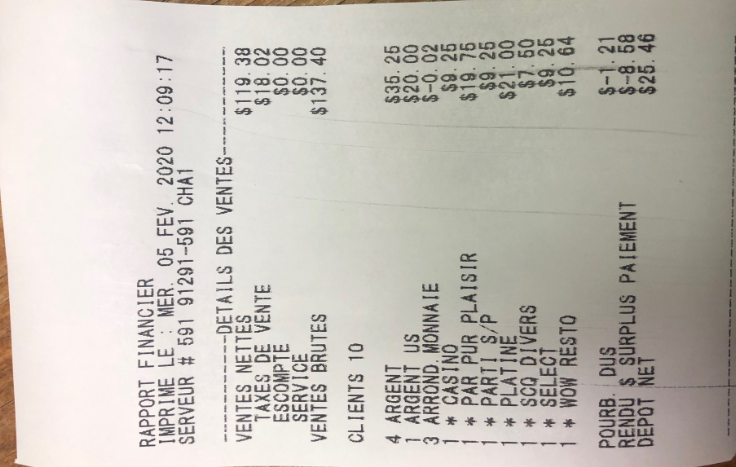 RAPPORT FINANCIER
IMPRIME LE : MER. 05 FEV. 2020 12:09:17
SERVEUR # 591 91291-591 CHA1
----------DETAILS DES VENTES----------
VENTES NETTES $119.38
TAXES DE VENTE $18.02
ESCOMPTE $0.00
SERVICE $0.00
VENTES BRUTES $137.40
CLIENTS 10
4 ARGENT $35.25
1 ARGENT US $20.00
3 ARROND.MONNAIE $-0.02
1 * CASINO $9.25
1 * PAR PUR PLAISIR $19.75
1 * PARTI S/P $9.25
1 * PLATINE $21.00
1 * SCQ DIVERS $7.50
1 * SELECT $9.25
1 * WOW RESTO $10.64
POURB. DUS $-1.21
RENDU $ SURPLUS PAIEMENT $-8.58
DEPOT NET $25.46